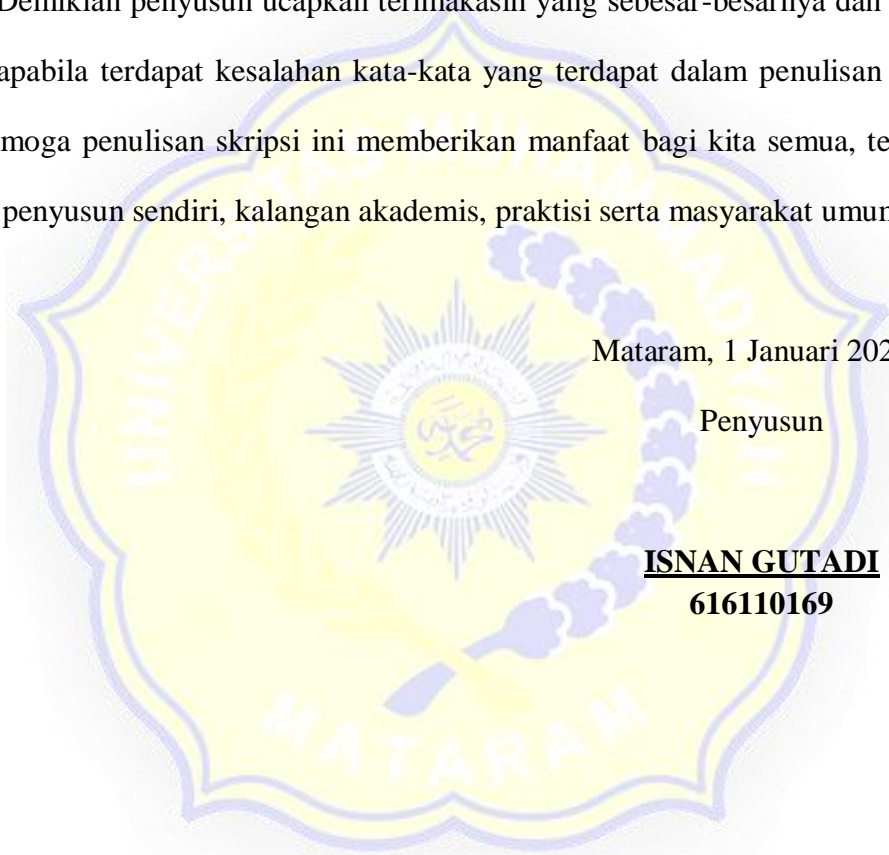 Demikian penyusun ucapkan terimakasih yang sebesar-besarnya dan
apabila terdapat kesalahan kata-kata yang terdapat dalam penulisan
moga penulisan skripsi ini memberikan manfaat bagi kita semua, te
penyusun sendiri, kalangan akademis, praktisi serta masyarakat umum
Mataram, 1 Januari 202
Penyusun
ISNAN GUTADI
616110169
UNIVERSITAS MUHAMMADIYAH
MATARAM